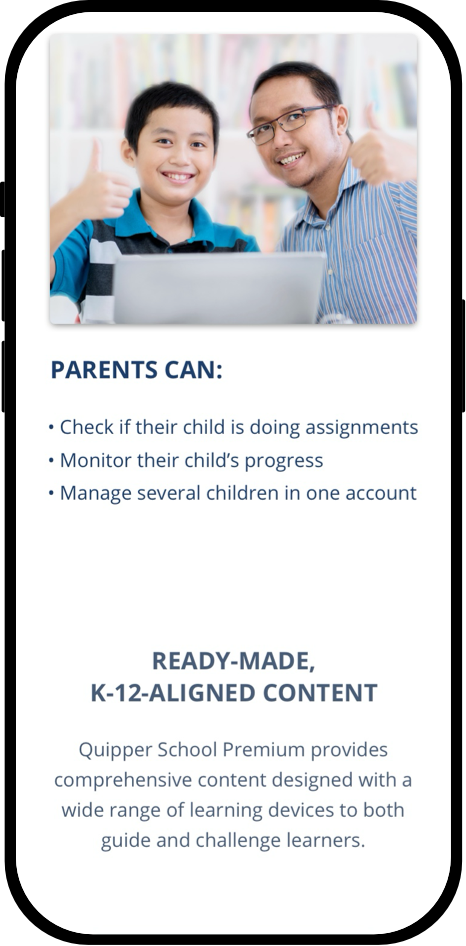 PARENTS CAN:
• Check if their child is doing assignments
• Monitor their child’s progress
• Manage several children in one account
READY-MADE,
K-12-ALIGNED CONTENT
Quipper School Premium provides
comprehensive content designed with a
wide range of learning devices to both
guide and challenge learners.